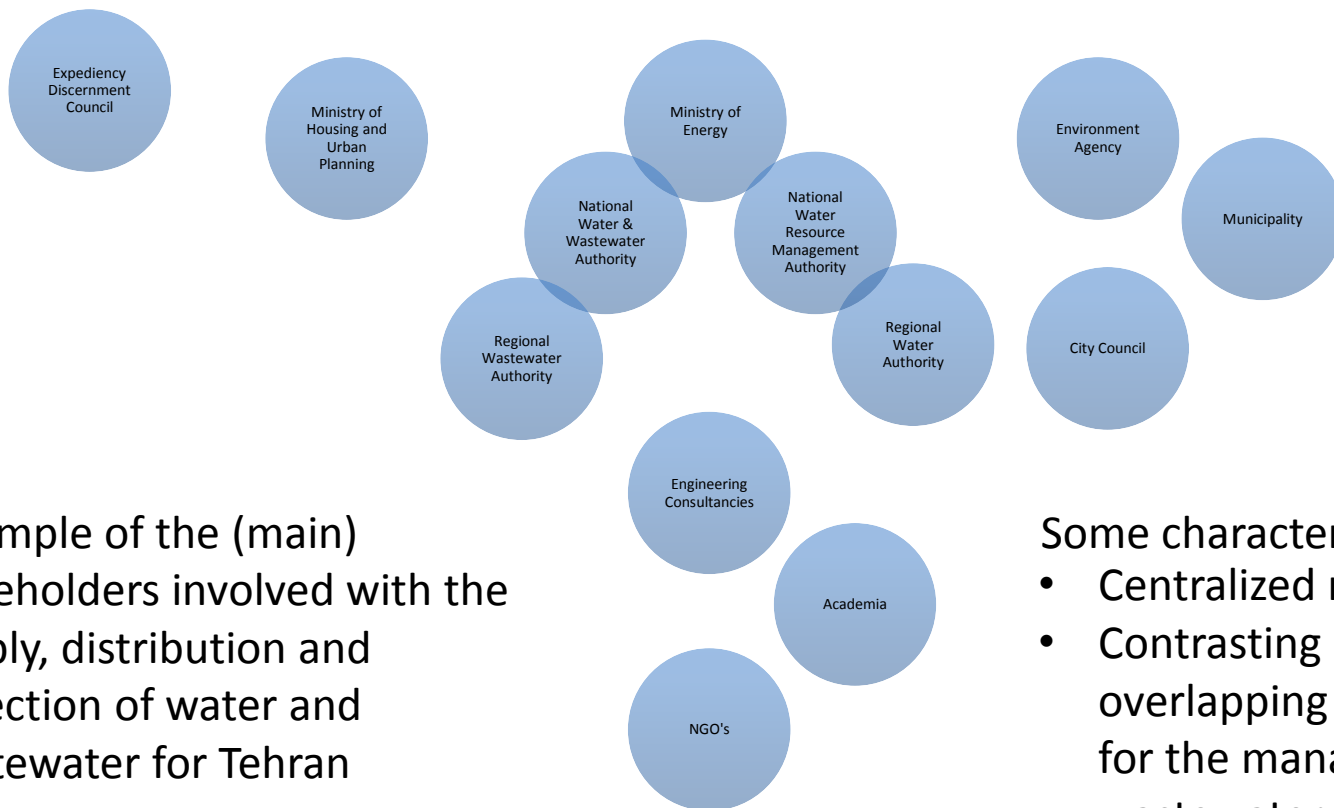 Expediency
Discernment
Council
Ministry of
Housing and
Urban
Planning
Ministry of
Energy
Environment
Agency
Municipality
National
Water &
Wastewater
Authority
National
Water
Resource
Management
Authority
Regional
Wastewater
Authority
Regional
Water
Authority
City Council
Engineering
Consultancies
Academia
NGO's
mple of the (main)
eholders involved with the
ly, distribution and
ection of water and
tewater for Tehran
Some character
• Centralized
• Contrasting
overlapping
for the mana